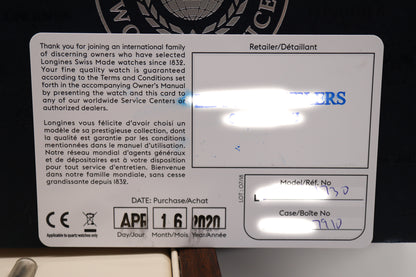 Thank you for joining an international family
of discerning owners who have selected
Longines Swiss Made watches since 1832.
Your fine quality watch is guaranteed
according to the Terms and Conditions set
forth in the accompanying Owner's Manual
by presenting the watch and this card to
any of our worldwide Service Centers or
authorized dealers.
Longines vous félicite d'avoir choisi un
modèle de sa prestigieuse collection, dont
la qualité est garantie par les conditions
mentionnées dans le manuel d'utilisation.
Notre réseau mondial d'agents généraux
et de dépositaires est à votre disposition
pour tout service d'entretien. Bienvenue
dans notre famille mondiale, sans cesse
grandissante depuis 1832.
Retailer/Détaillant
Model/Réf. No
L
30
Case/Boîte No
910
DATE: Purchase/Achat
APR 16 2020
Day/Jour Month/Mois Year/Année
CE
Applicable to quartz watches only